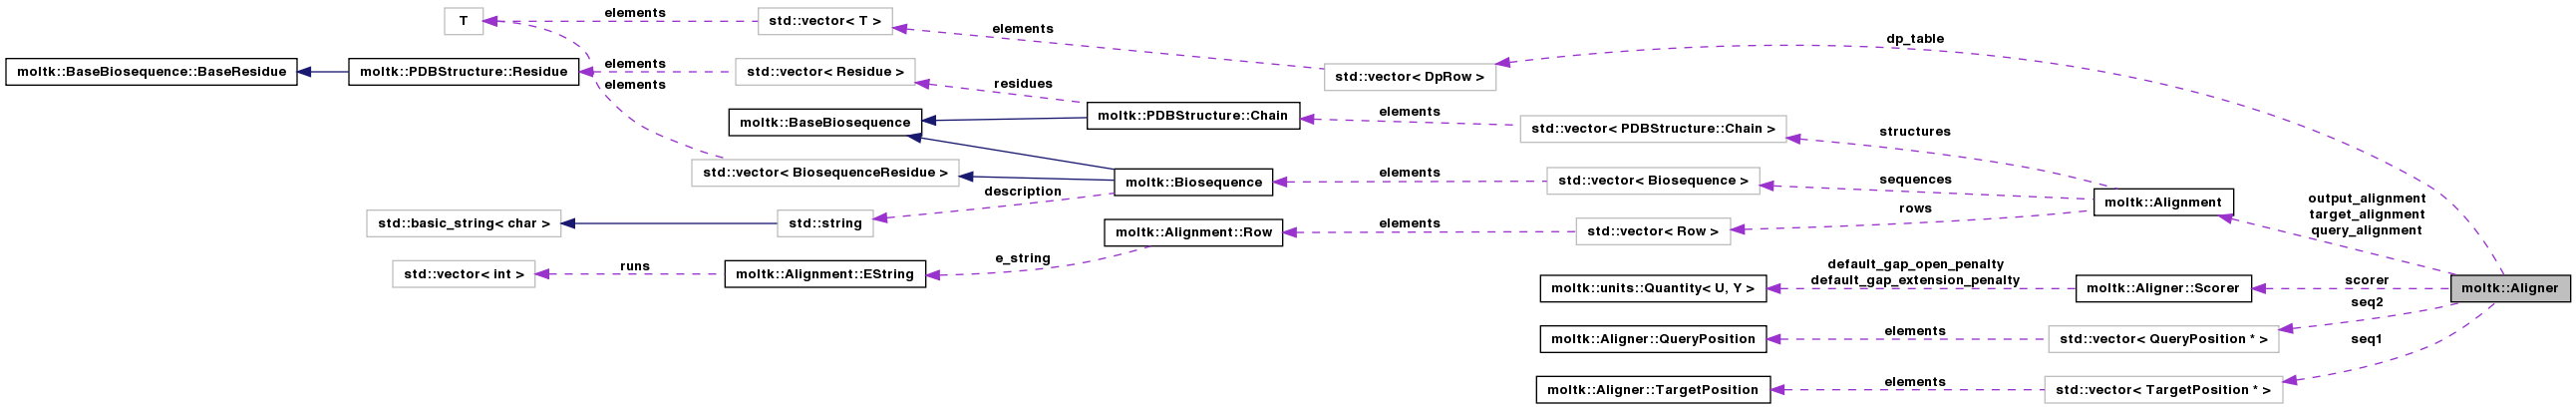 T
elements
std::vector< T >
elements
dp_table
moltk::BaseBiosequence::BaseResidue
moltk::PDBStructure::Residue
elements
elements
std::vector< Residue >
residues
std::vector< DpRow >
moltk::BaseBiosequence
moltk::PDBStructure::Chain
elements
std::vector< PDBStructure::Chain >
structures
std::vector< BiosequenceResidue >
description
moltk::Biosequence
elements
std::vector< Biosequence >
sequences
moltk::Alignment
output_alignment
target_alignment
query_alignment
std::basic_string< char >
std::string
moltk::Alignment::Row
elements
std::vector< Row >
rows
std::vector< int >
runs
moltk::Alignment::EString
e_string
moltk::units::Quantity< U, Y >
default_gap_open_penalty
default_gap_extension_penalty
moltk::Aligner::Scorer
scorer
moltk::Aligner
seq2
moltk::Aligner::QueryPosition
elements
std::vector< QueryPosition * >
seq1
moltk::Aligner::TargetPosition
elements
std::vector< TargetPosition * >